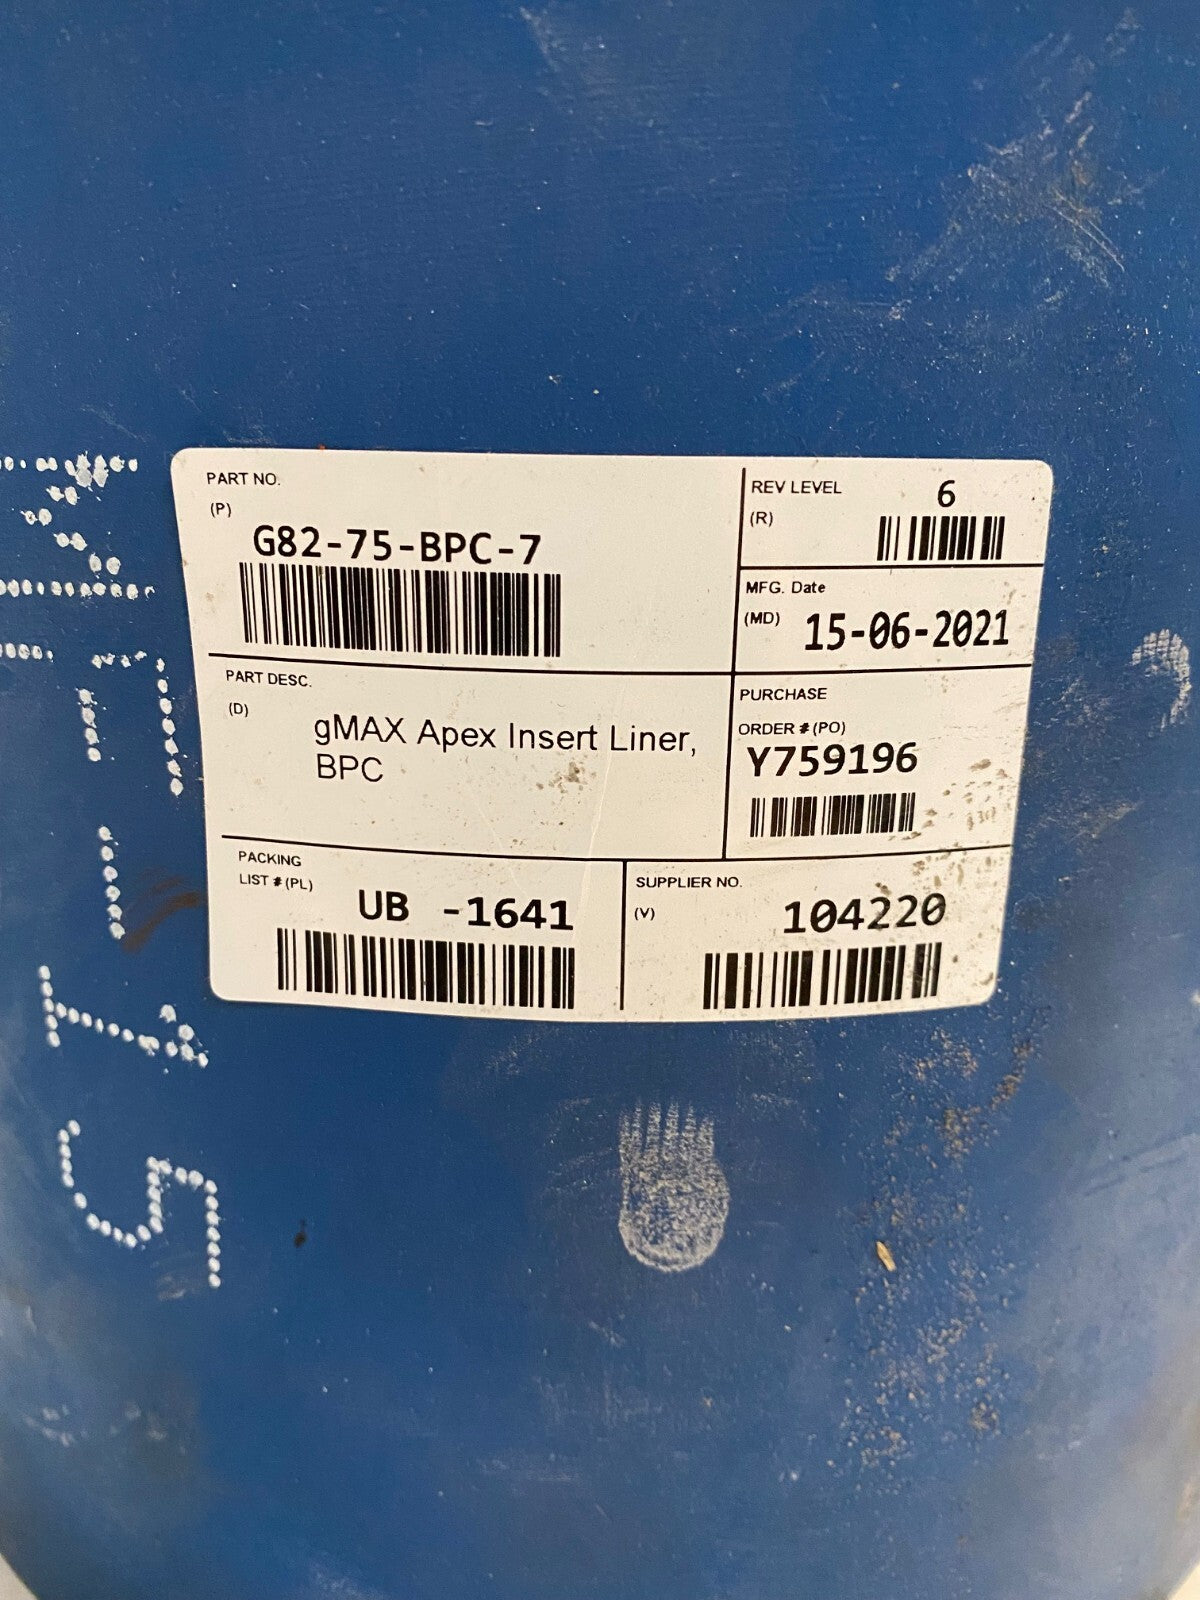 PART NO.
(P)
G82-75-BPC-7
REV LEVEL
(R)
6
MFG. Date
(MD)
15-06-2021
PART DESC.
(D)
gMAX Apex Insert Liner,
BPC
PURCHASE
ORDER # (PO)
Y759196
PACKING
LIST # (PL)
UB -1641
SUPPLIER NO.
(V)
104220